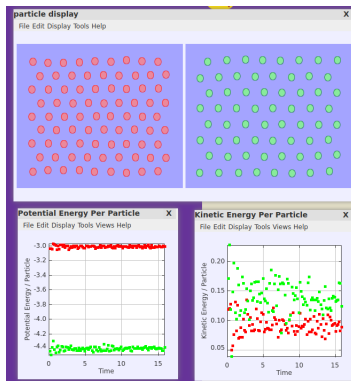 particle display X
File Edit Display Tools Help
Potential Energy Per Particle X
File Edit Display Tools Views Help
-3.0
-3.2
-3.4
-3.6
-3.8
-4.0
-4.2
-4.4
Potential Energy / Particle
0 5 10 15
Time
Kinetic Energy Per Particle X
File Edit Display Tools Views Help
0.20
0.15
0.10
0.05
Kinetic Energy / Particle
0 5 10 15
Time